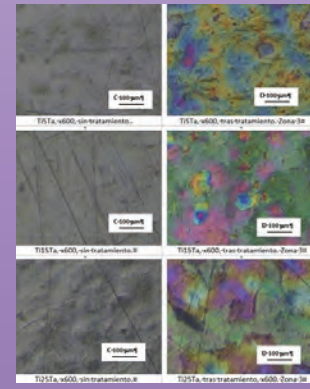 C·100µm¶
D·100µm¶
Ti5Ta,·x600,·sin·tratamiento..
Ti5Ta,·x600,·tras·tratamiento.·Zona·3¤
C·100µm¶
D·100µm¶
Ti15Ta,·x600,·sin·tratamiento.¤
Ti15Ta,·x600,·tras·tratamiento.·Zona·3¤
C·100µm¶
D·100µm¶
Ti25Ta,·x600,·sin·tratamiento.¤
Ti25Ta,·tras·tratamiento,·x600.·Zona·3¤